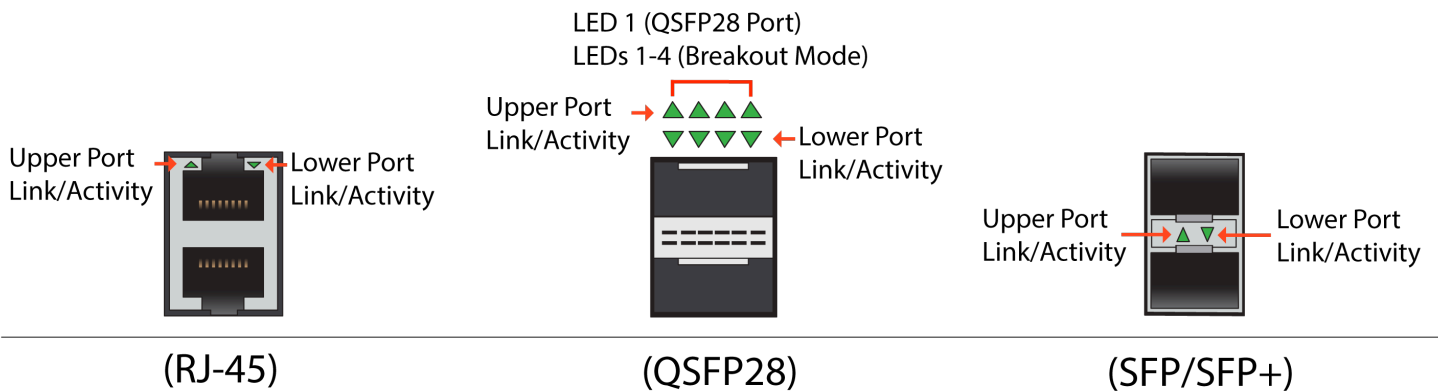 LED 1 (QSFP28 Port)
LEDs 1-4 (Breakout Mode)
Upper Port
Link/Activity
Lower Port
Link/Activity
Upper Port
Link/Activity
Lower Port
Link/Activity
Upper Port
Link/Activity
Lower Port
Link/Activity
(RJ-45)
(QSFP28)
(SFP/SFP+)